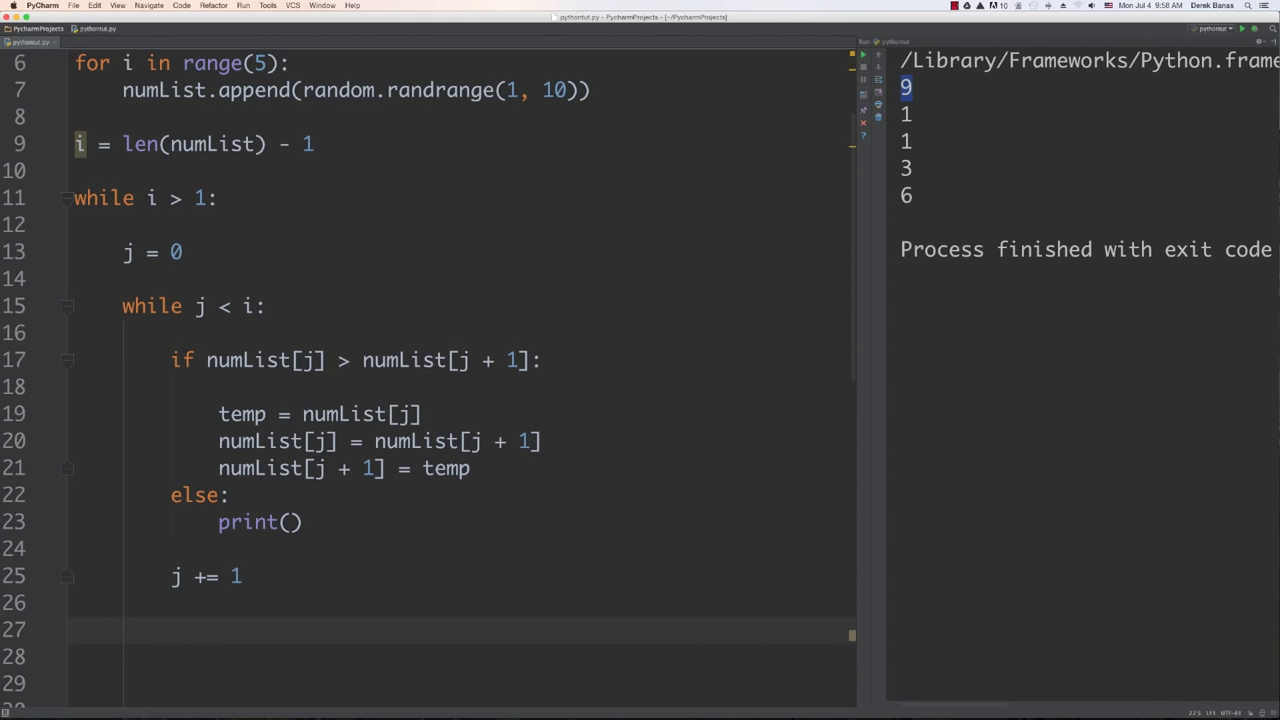 PyCharm File Edit View Navigate Code Refactor Run Tools VCS Window Help 10 Mon Jul 4 9:58 AM Derek Banas
pythontut.py - PycharmProjects - [~/PycharmProjects]
PycharmProjects pythontut.py pythontut
pythontut.py Run: pythontut
6 for i in range(5):
7 numList.append(random.randrange(1, 10))
8
9 i = len(numList) - 1
10
11 while i > 1:
12
13 j = 0
14
15 while j < i:
16
17 if numList[j] > numList[j + 1]:
18
19 temp = numList[j]
20 numList[j] = numList[j + 1]
21 numList[j + 1] = temp
22 else:
23 print()
24
25 j += 1
26
27
28
29
/Library/Frameworks/Python.frame
9
1
1
3
6
Process finished with exit code
27:5 LF‡ UTF-8‡